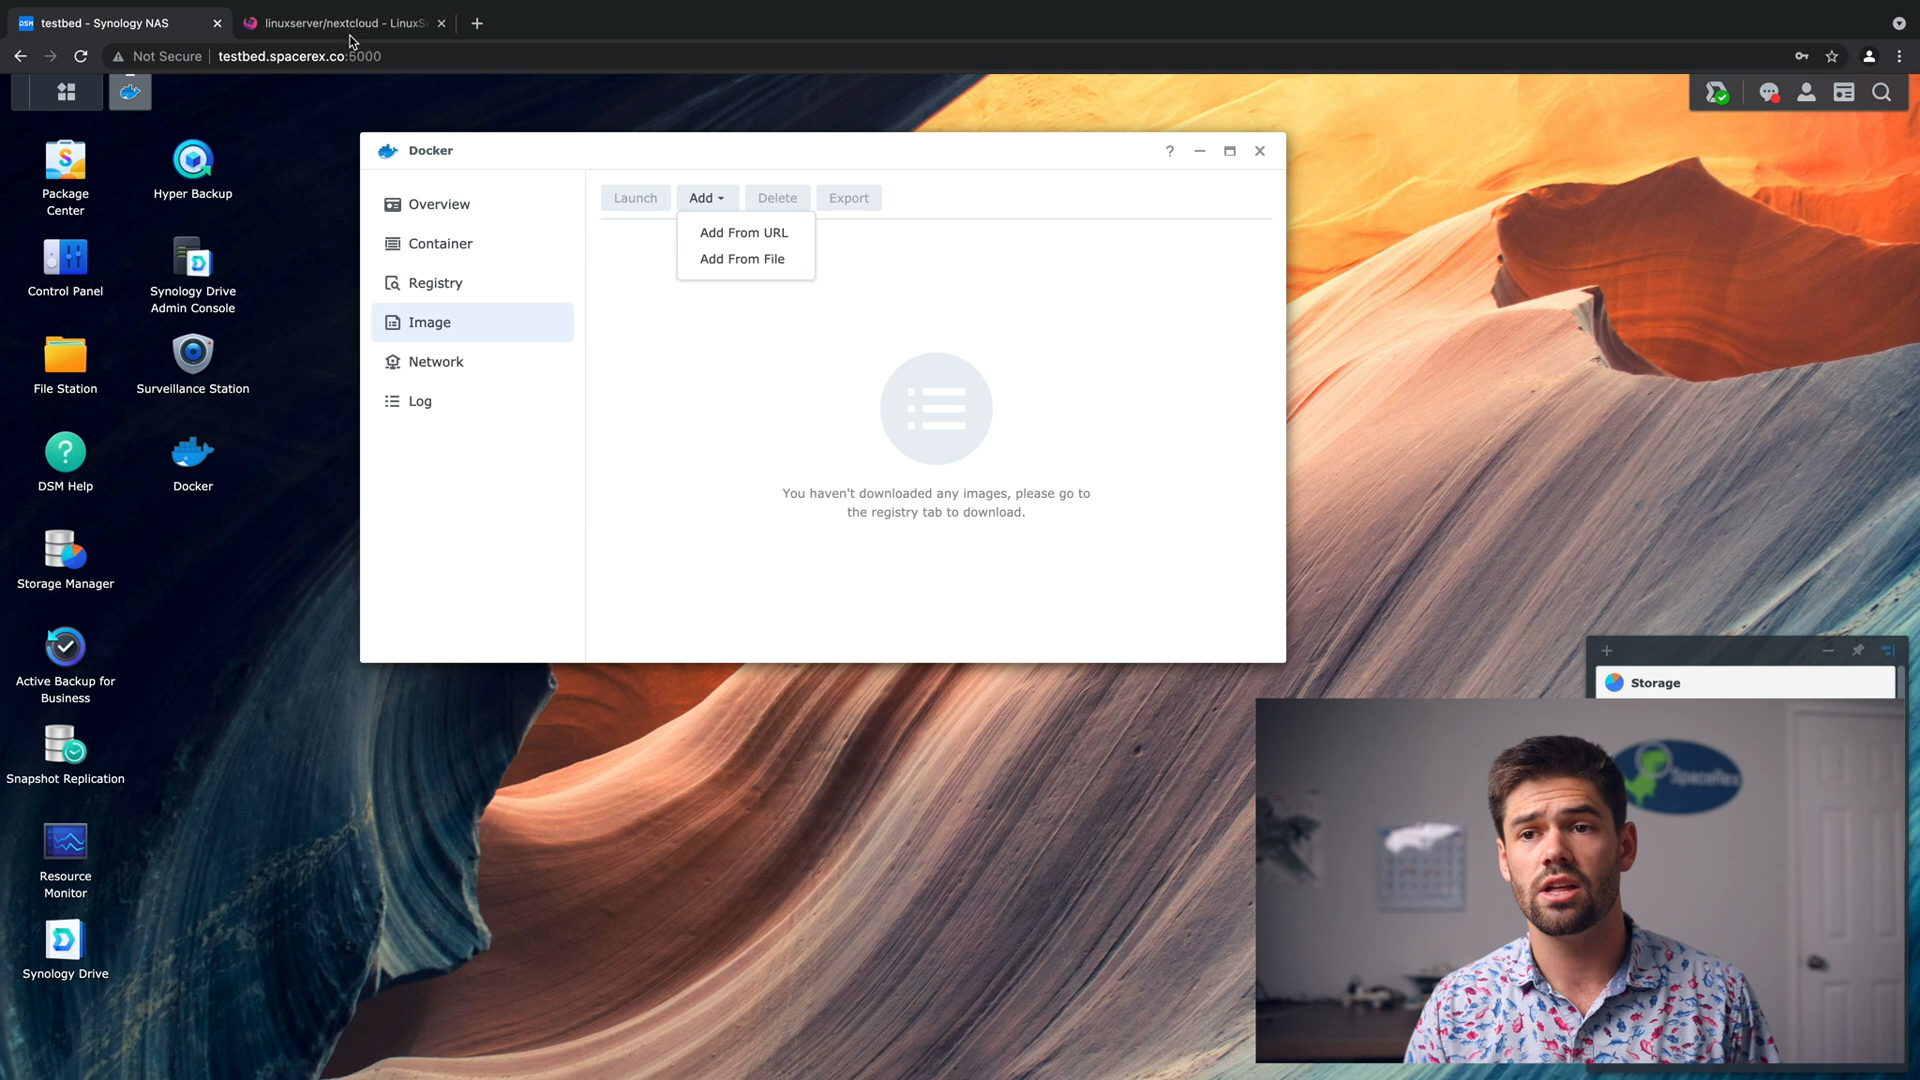 DSM testbed - Synology NAS
linuxserver/nextcloud - LinuxS
Not Secure
testbed.spacerex.co:5000
Package
Center
Hyper Backup
Control Panel
Synology Drive
Admin Console
File Station
Surveillance Station
DSM Help
Docker
Storage Manager
Active Backup for
Business
Snapshot Replication
Resource
Monitor
Synology Drive
Docker
Overview
Container
Registry
Image
Network
Log
Launch
Add
Delete
Export
Add From URL
Add From File
You haven't downloaded any images, please go to
the registry tab to download.
Storage
SpaceRex